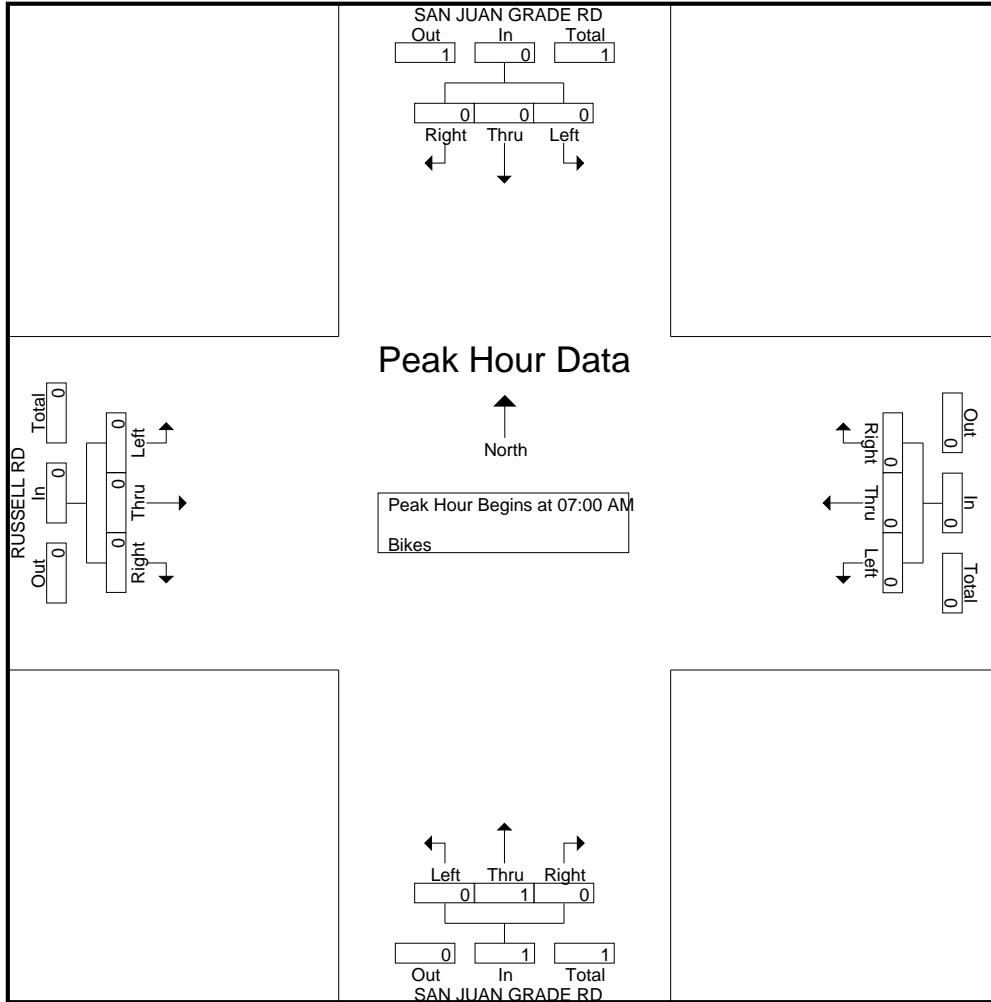 SAN JUAN GRADE RD
Out In Total
1 0 1
0 0 0
Right Thru Left
Peak Hour Data
North
Peak Hour Begins at 07:00 AM
Bikes
RUSSELL RD
Out In Total
0 0 0
0 0 0
Right Thru Left
Out In Total
0 0 0
0 0 0
Right Thru Left
Left Thru Right
0 1 0
0 1 1
Out In Total
SAN JUAN GRADE RD